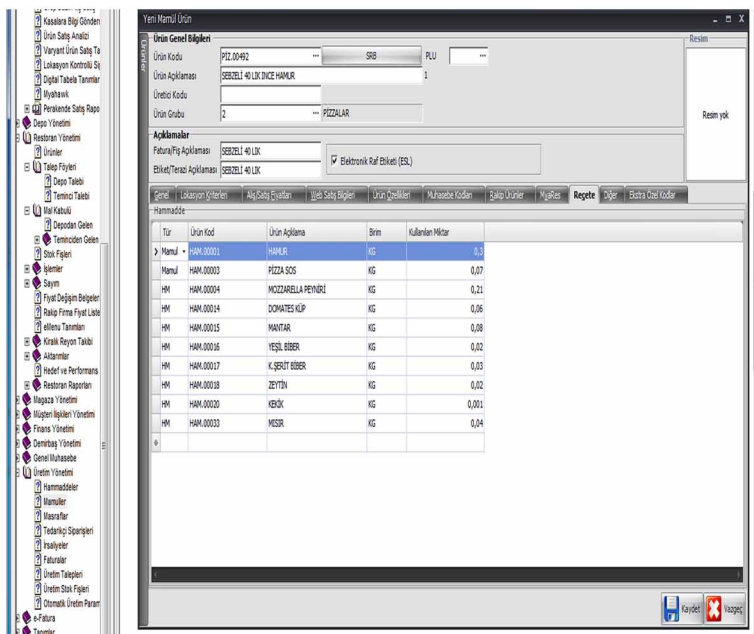 Kasalara Bilgi Gönden
Ürün Satış Analizi
Varyant Ürün Satış Ta
Lokasyon Kontrollü Si
Digital Tabela Tanımlar
Myahawk
Perakende Satış Rapo
Depo Yönetimi
Restoran Yönetimi
Ürünler
Talep Föyleri
Depo Talebi
Teminci Talebi
Mal Kabulü
Depodan Gelen
Teminciden Gelen
Stok Fişleri
İşlemler
Sayım
Fiyat Değişim Belgeler
Rakip Firma Fiyat Liste
eMenu Tanımları
Kiralık Reyon Takibi
Aktarımlar
Hedef ve Performans
Restoran Raporları
Magaza Yönetimi
Müşteri İlişkileri Yönetimi
Finans Yönetimi
Demirbaş Yönetimi
Genel Muhasebe
Üretim Yönetimi
Hammaddeler
Mamuller
Masraflar
Tedarikçi Siparişleri
İrsaliyeler
Faturalar
Üretim Talepleri
Üretim Stok Fişleri
Otomatik Üretim Param
e-Fatura
Tanımlar
Yeni Mamül Ürün
Ürünler
Ürün Genel Bilgileri
Ürün Kodu PİZ.00492 ... SRB PLU ...
Ürün Açıklaması SEBZELİ 40 LIK INCE HAMUR 1
Üretici Kodu
Ürün Grubu 2 ... PİZZALAR
Resim
Resim yok
Açıklamalar
Fatura/Fiş Açıklaması SEBZELİ 40 LIK
Etiket/Terazi Açıklaması SEBZELİ 40 LIK
Elektronik Raf Etiketi (ESL)
Genel Lokasyon Kriterleri Alış/Satış Fiyatları Web Satış Bilgileri Ürün Özellikleri Muhasebe Kodları Rakip Ürünler MyaRes Reçete Diğer Ekstra Özel Kodlar
Hammadde
Tür Ürün Kod Ürün Açıklama Birim Kullanılan Miktar
Mamul HAM.00001 HAMUR KG 0,3
Mamul HAM.00003 PİZZA SOS KG 0,07
HM HAM.00004 MOZZARELLA PEYNİRİ KG 0,21
HM HAM.00014 DOMATES KÜP KG 0,06
HM HAM.00015 MANTAR KG 0,08
HM HAM.00016 YEŞİL BİBER KG 0,02
HM HAM.00017 K.ŞERİT BİBER KG 0,03
HM HAM.00018 ZEYTİN KG 0,02
HM HAM.00020 KEKİK KG 0,001
HM HAM.00033 MISIR KG 0,04
Kaydet Vazgeç